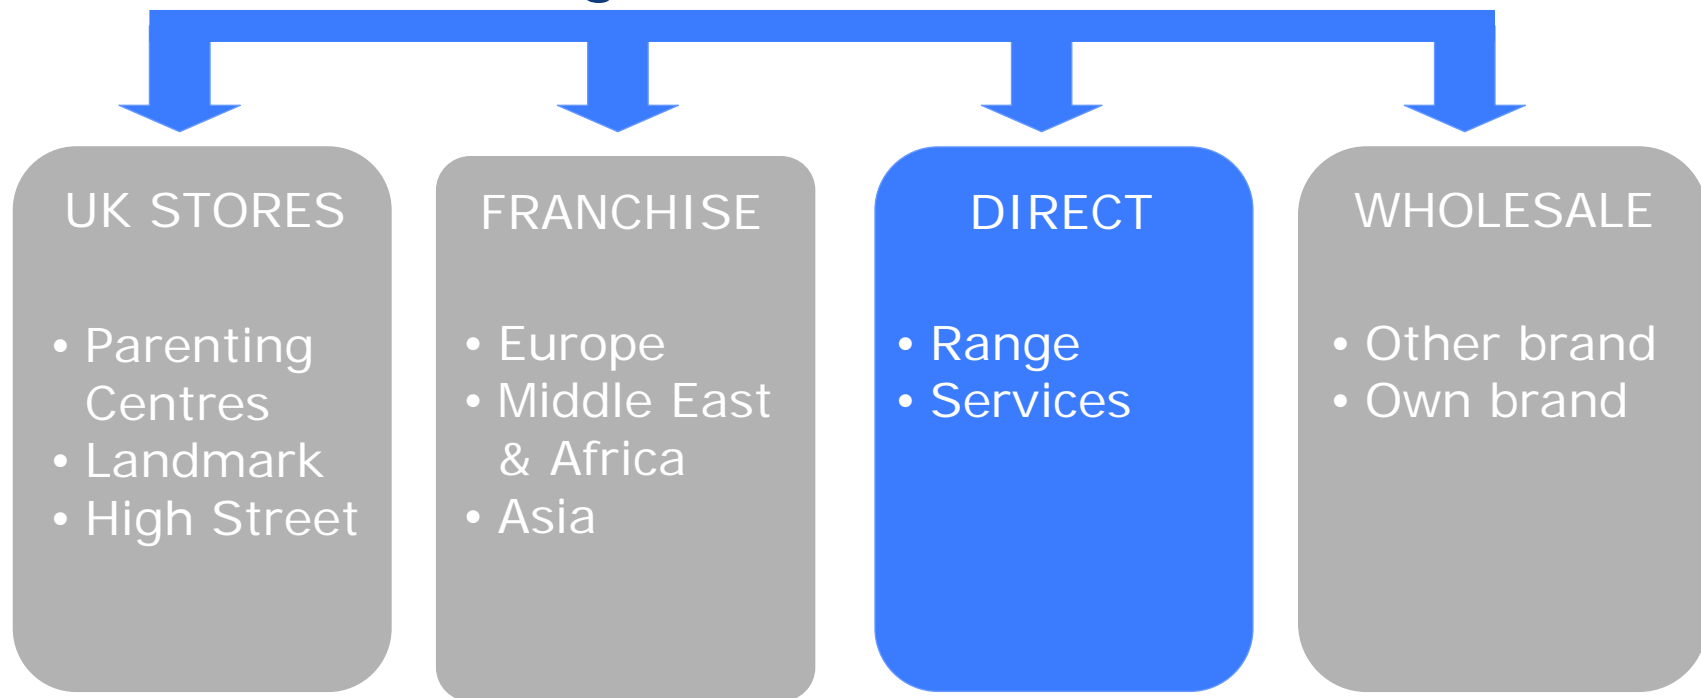 UK STORES
• Parenting
Centres
• Landmark
• High Street
FRANCHISE
• Europe
• Middle East
& Africa
• Asia
DIRECT
• Range
• Services
WHOLESALE
• Other brand
• Own brand